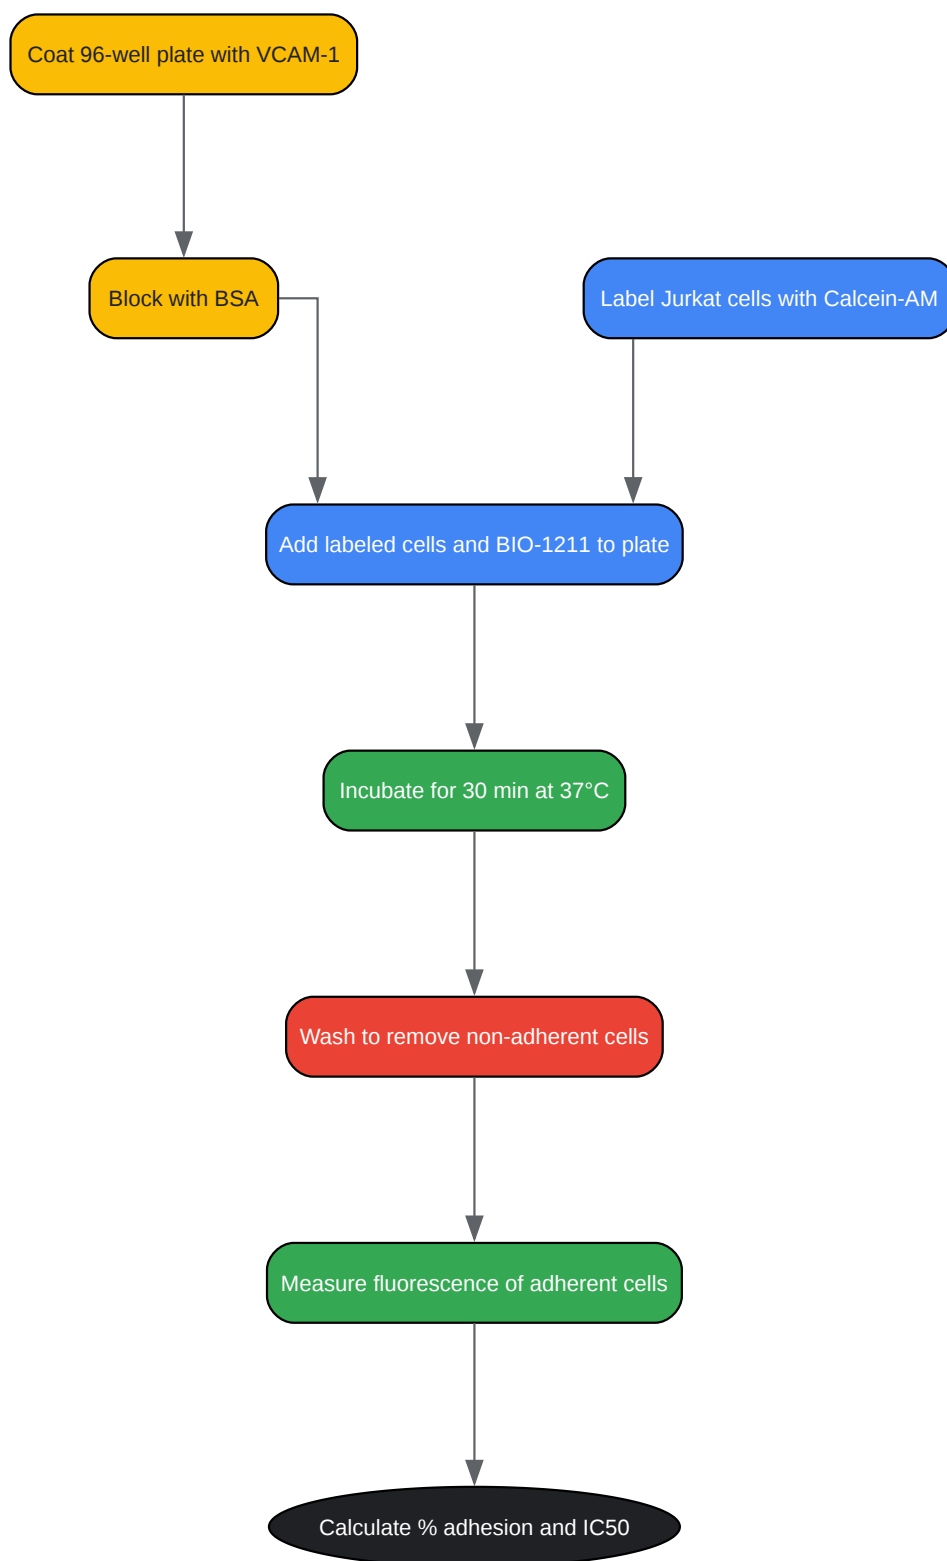 Coat 96-well plate with VCAM-1
Block with BSA
Label Jurkat cells with Calcein-AM
Add labeled cells and BIO-1211 to plate
Incubate for 30 min at 37°C
Wash to remove non-adherent cells
Measure fluorescence of adherent cells
Calculate % adhesion and IC50